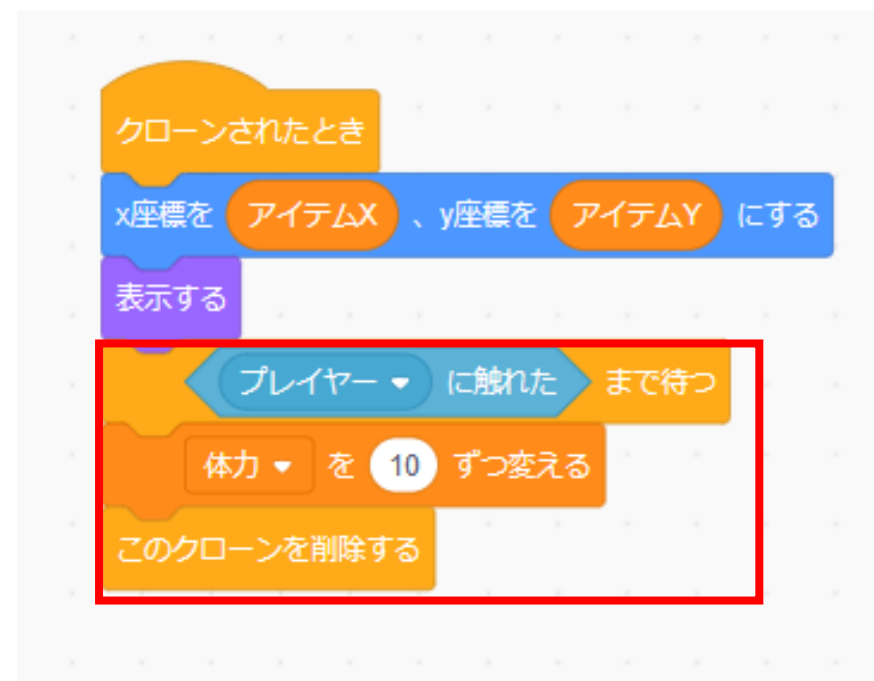 クローンされたとき
x座標を アイテムX 、y座標を アイテムY にする
表示する
プレイヤー に触れた まで待つ
体力 を 10 ずつ変える
このクローンを削除する